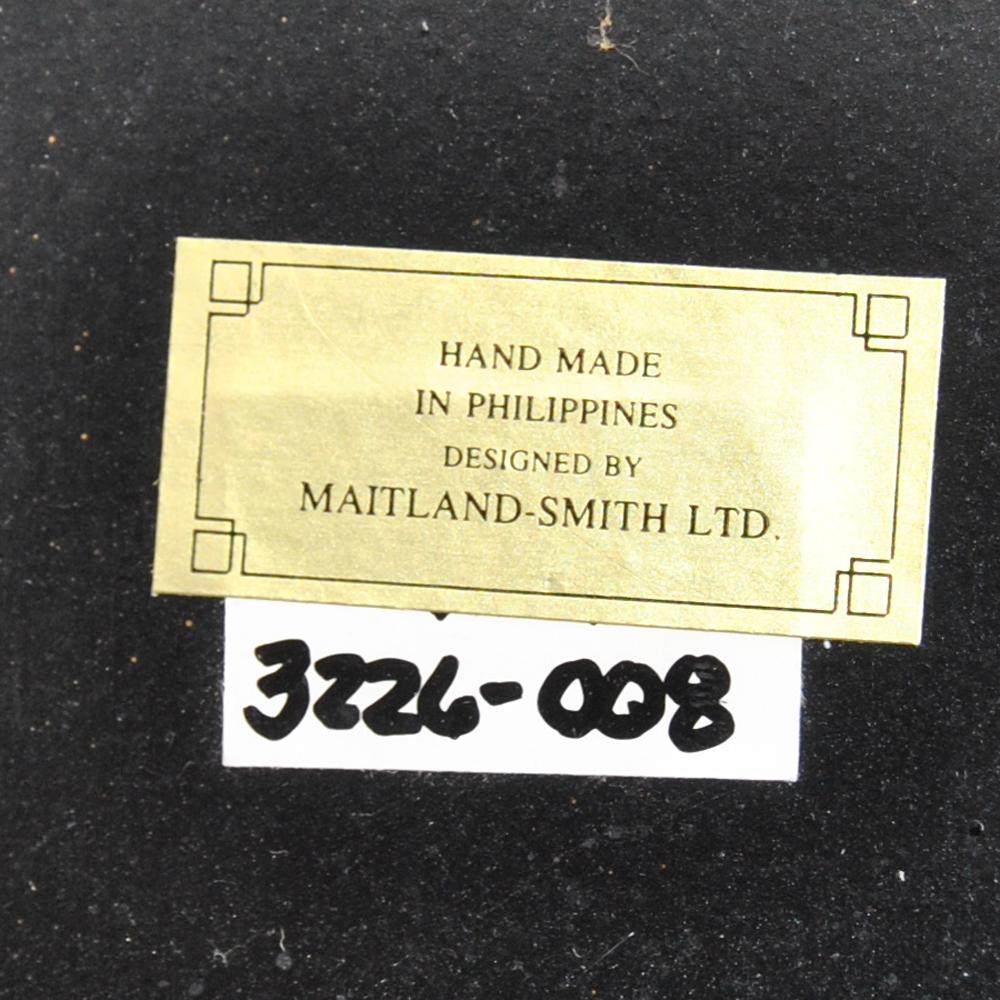 HAND MADE
IN PHILIPPINES
DESIGNED BY
MAITLAND-SMITH LTD.
3226-008